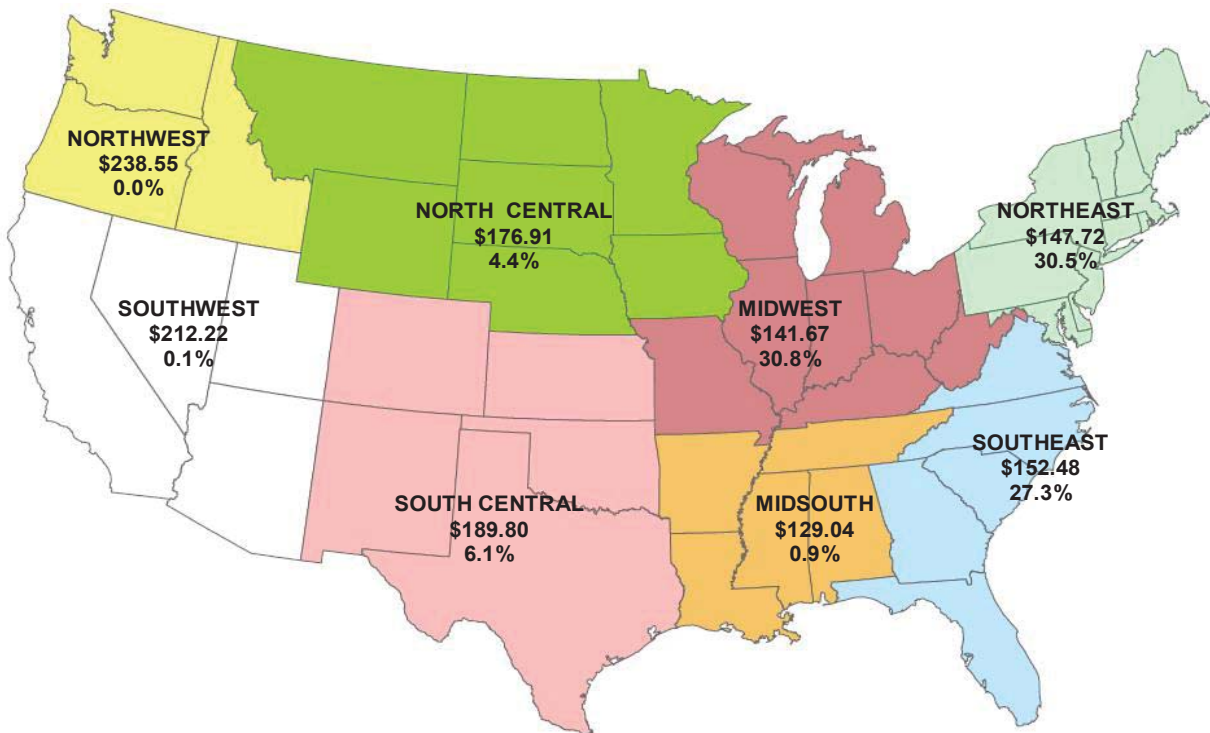 NORTHWEST
$238.55
0.0%
NORTH CENTRAL
$176.91
4.4%
NORTHEAST
$147.72
30.5%
SOUTHWEST
$212.22
0.1%
MIDWEST
$141.67
30.8%
SOUTHEAST
$152.48
27.3%
SOUTH CENTRAL
$189.80
6.1%
MIDSOUTH
$129.04
0.9%